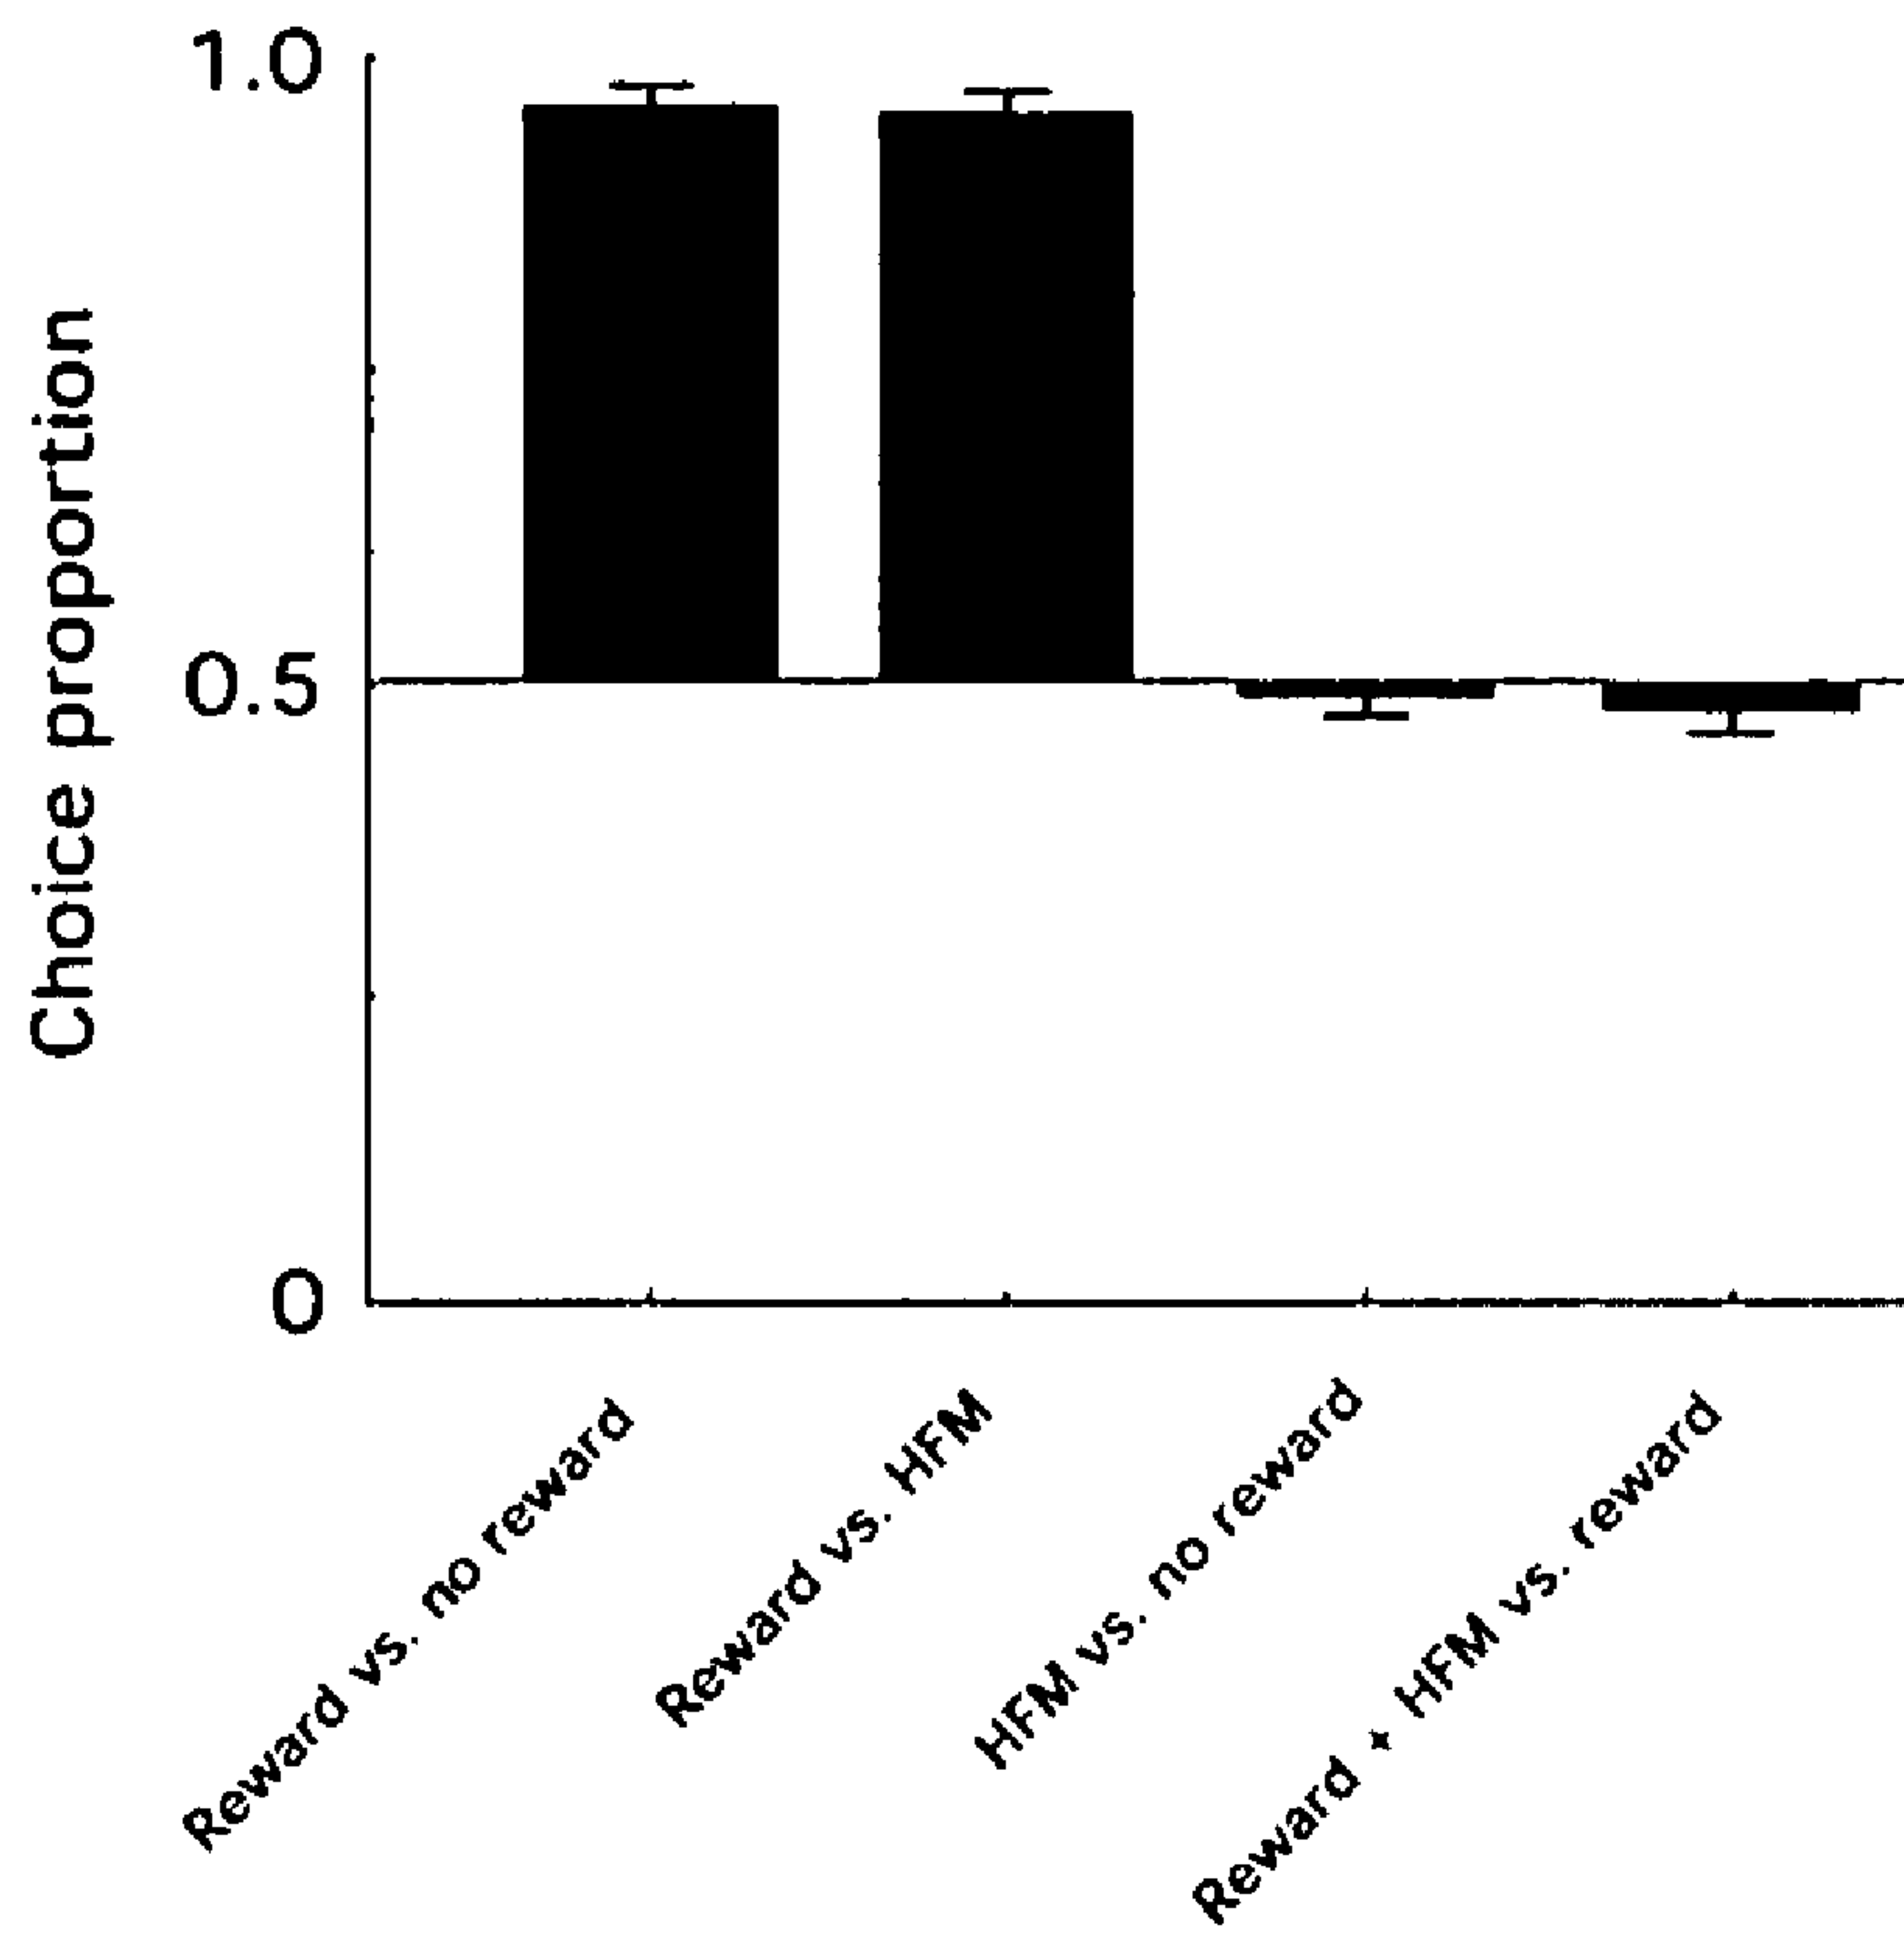 1.0
0.5
0
Choice proportion
Reward vs. no reward
Reward vs. HFM
HFM vs. no reward
Reward + HFM vs. reward